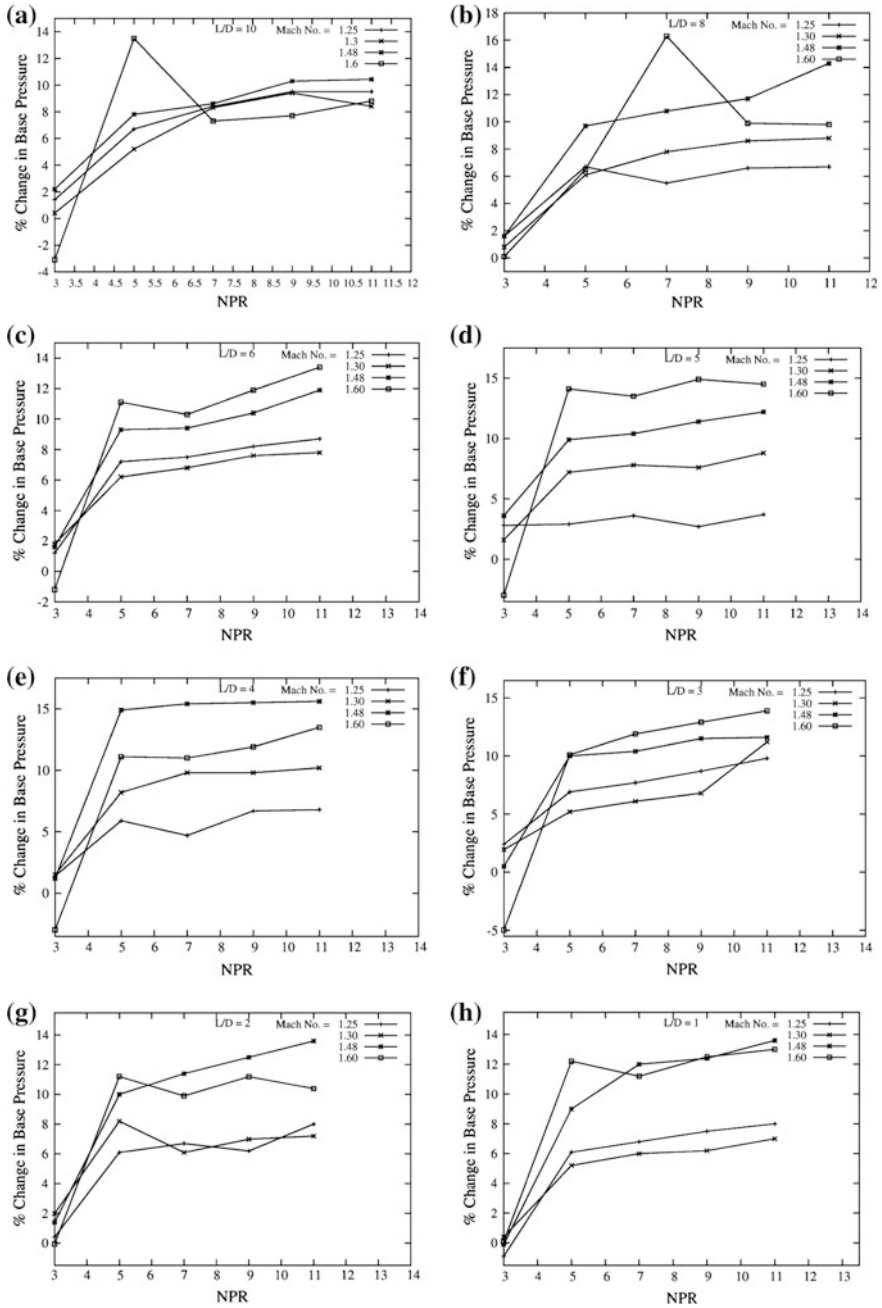 (a)
L/D = 10 Mach No. = 1.25
1.3
1.48
1.6
% Change in Base Pressure
14
12
10
8
6
4
2
0
-2
-4
3 3.5 4 4.5 5 5.5 6 6.5 7 7.5 8 8.5 9 9.5 10 10.5 11 11.5 12
NPR
(b)
L/D = 8 Mach No. = 1.25
1.30
1.48
1.60
% Change in Base Pressure
18
16
14
12
10
8
6
4
2
0
3 4 5 6 7 8 9 10 11 12
NPR
(c)
L/D = 6 Mach No. = 1.25
1.30
1.48
1.60
% Change in Base Pressure
14
12
10
8
6
4
2
0
-2
3 4 5 6 7 8 9 10 11 12 13 14
NPR
(d)
L/D = 5 Mach No. = 1.25
1.30
1.48
1.60
% Change in Base Pressure
15
10
5
0
3 4 5 6 7 8 9 10 11 12 13 14
NPR
(e)
L/D = 4 Mach No. = 1.25
1.30
1.48
1.60
% Change in Base Pressure
15
10
5
0
3 4 5 6 7 8 9 10 11 12 13 14
NPR
(f)
L/D = 3 Mach No. = 1.25
1.30
1.48
1.60
% Change in Base Pressure
15
10
5
0
-5
3 4 5 6 7 8 9 10 11 12 13 14
NPR
(g)
L/D = 2 Mach No. = 1.25
1.30
1.48
1.60
% Change in Base Pressure
14
12
10
8
6
4
2
0
3 4 5 6 7 8 9 10 11 12 13 14
NPR
(h)
L/D = 1 Mach No. = 1.25
1.30
1.48
1.60
% Change in Base Pressure
14
12
10
8
6
4
2
0
3 4 5 6 7 8 9 10 11 12 13
NPR